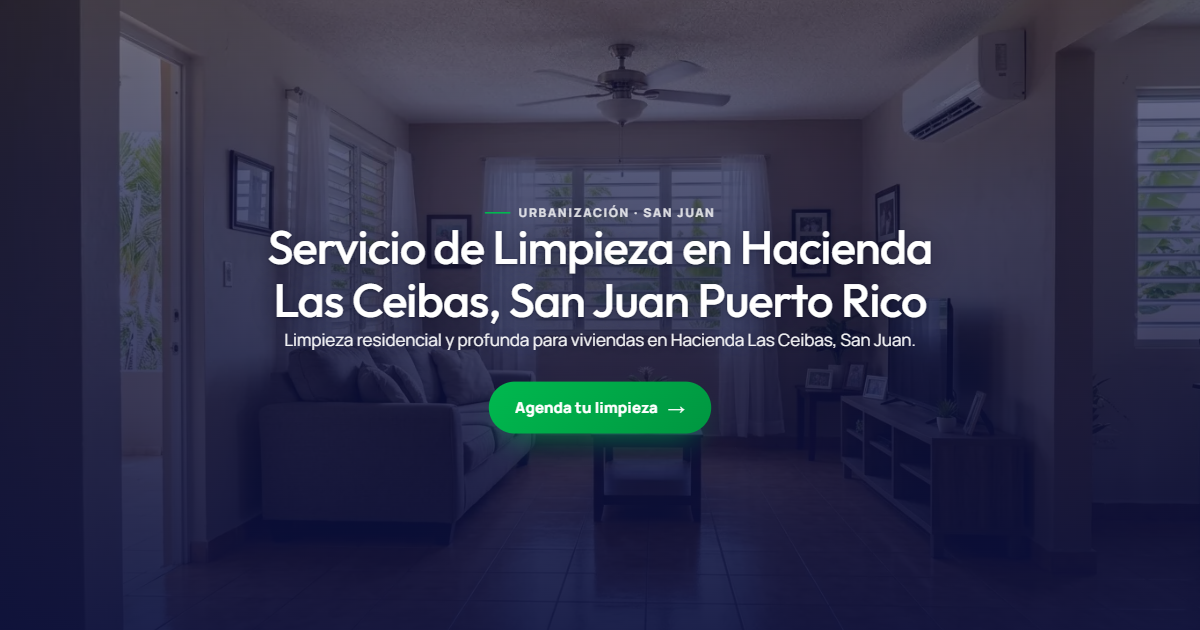 URBANIZACIÓN · SAN JUAN
Servicio de Limpieza en Hacienda
Las Ceibas, San Juan Puerto Rico
Limpieza residencial y profunda para viviendas en Hacienda Las Ceibas, San Juan.
Agenda tu limpieza →